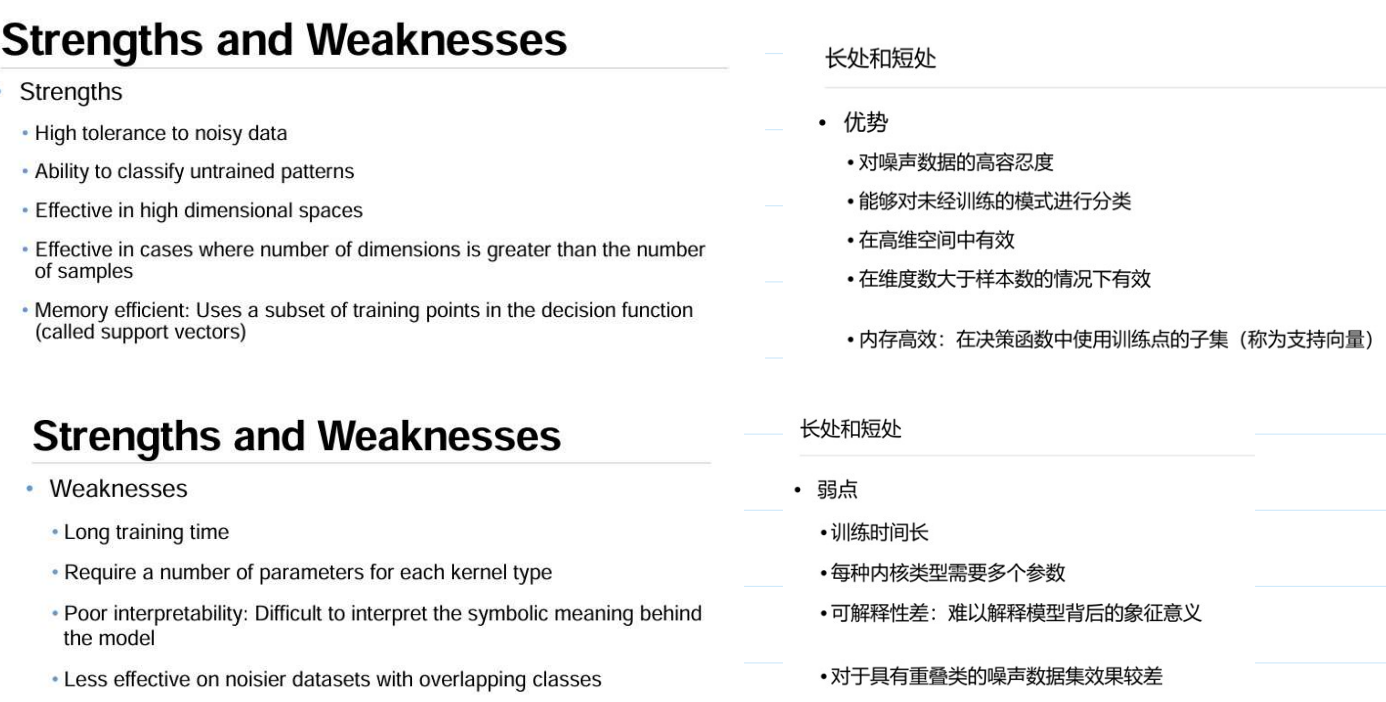 Strengths and Weaknesses
• Strengths
• High tolerance to noisy data
• Ability to classify untrained patterns
• Effective in high dimensional spaces
• Effective in cases where number of dimensions is greater than the number
of samples
• Memory efficient: Uses a subset of training points in the decision function
(called support vectors)
长处和短处
• 优势
• 对噪声数据的高容忍度
• 能够对未经训练的模式进行分类
• 在高维空间中有效
• 在维度数大于样本数的情况下有效
• 内存高效：在决策函数中使用训练点的子集（称为支持向量）
Strengths and Weaknesses
• Weaknesses
• Long training time
• Require a number of parameters for each kernel type
• Poor interpretability: Difficult to interpret the symbolic meaning behind
the model
• Less effective on noisier datasets with overlapping classes
长处和短处
• 弱点
• 训练时间长
• 每种内核类型需要多个参数
• 可解释性差：难以解释模型背后的象征意义
• 对于具有重叠类的噪声数据集效果较差